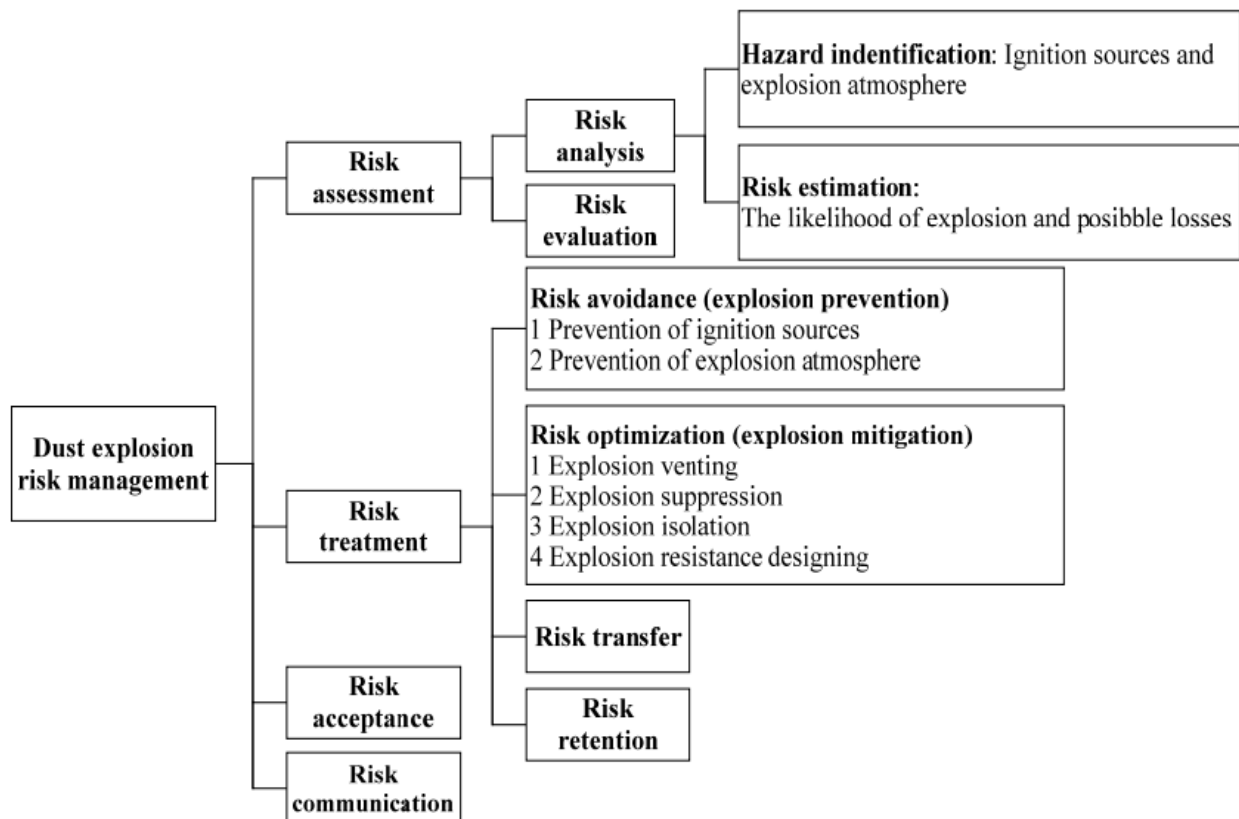 Dust explosion
risk management
Risk
assessment
Risk
analysis
Hazard indentification: Ignition sources and
explosion atmosphere
Risk estimation:
The likelihood of explosion and posibble losses
Risk
evaluation
Risk
treatment
Risk avoidance (explosion prevention)
1 Prevention of ignition sources
2 Prevention of explosion atmosphere
Risk optimization (explosion mitigation)
1 Explosion venting
2 Explosion suppression
3 Explosion isolation
4 Explosion resistance designing
Risk transfer
Risk
retention
Risk
acceptance
Risk
communication